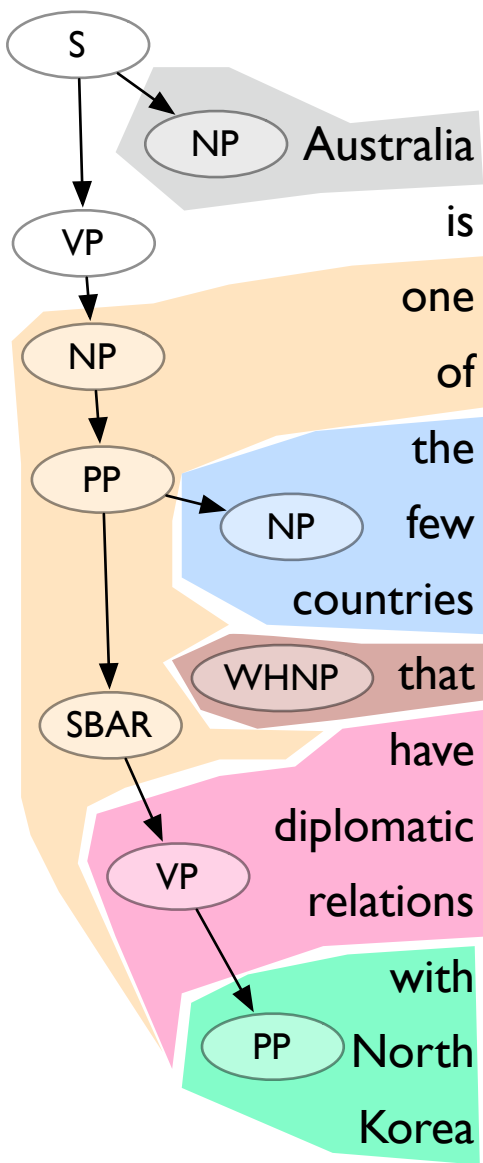 S
NP Australia
is
VP
one
NP
of
the
PP
few
NP
countries
WHNP that
SBAR
have
diplomatic
VP
relations
with
PP North
Korea